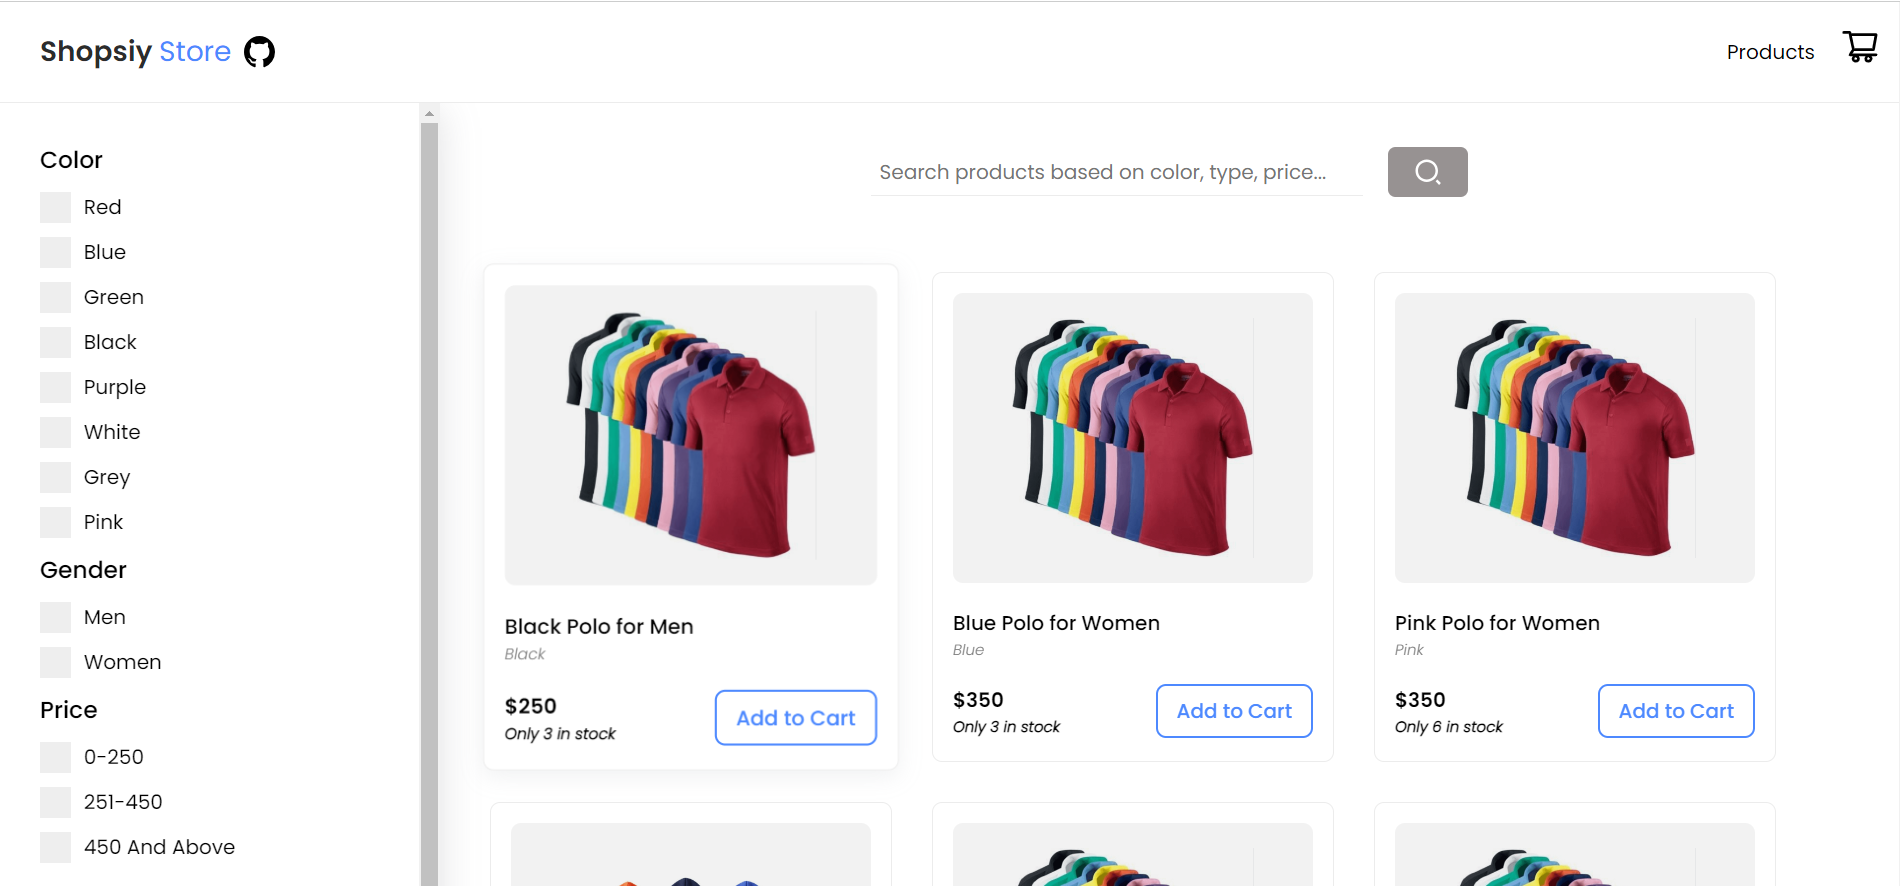 Shopsiy Store
Products
Color
Red
Blue
Green
Black
Purple
White
Grey
Pink
Gender
Men
Women
Price
0-250
251-450
450 And Above
Search products based on color, type, price...
Black Polo for Men
Black
$250
Only 3 in stock
Add to Cart
Blue Polo for Women
Blue
$350
Only 3 in stock
Add to Cart
Pink Polo for Women
Pink
$350
Only 6 in stock
Add to Cart